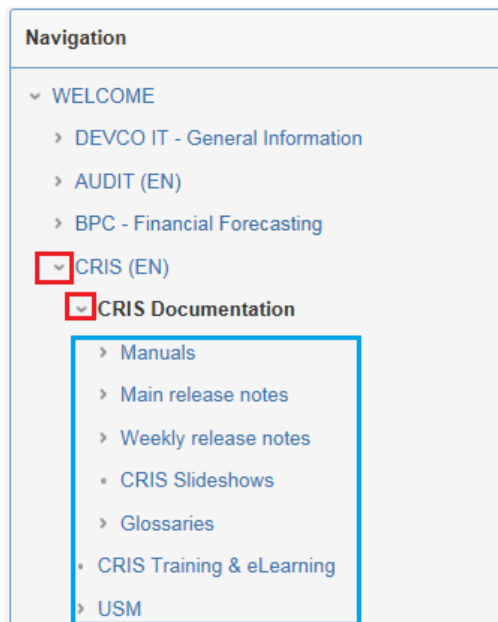 Navigation
WELCOME
DEVCO IT - General Information
AUDIT (EN)
BPC - Financial Forecasting
CRIS (EN)
CRIS Documentation
Manuals
Main release notes
Weekly release notes
CRIS Slideshows
Glossaries
CRIS Training & eLearning
USM